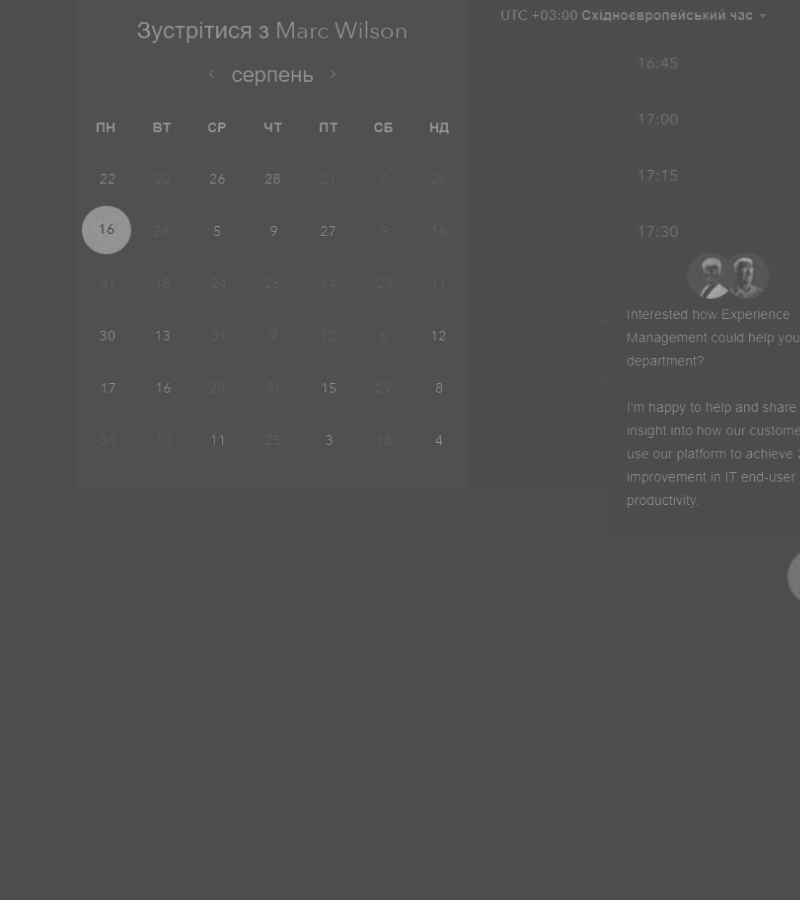 Зустрітися з Marc Wilson
серпень
ПН ВТ СР ЧТ ПТ СБ НД
22 22 26 28 21 7 26
16 28 5 9 27 9 18
31 18 24 26 14 23 11
30 13 31 9 12 6 12
17 16 28 31 15 29 8
31 10 11 25 3 18 4
UTC +03:00 Східноєвропейський час
16:45
17:00
17:15
17:30
Interested how Experience
Management could help you
department?
I'm happy to help and share
insight into how our custome
use our platform to achieve
improvement in IT end-user
productivity.